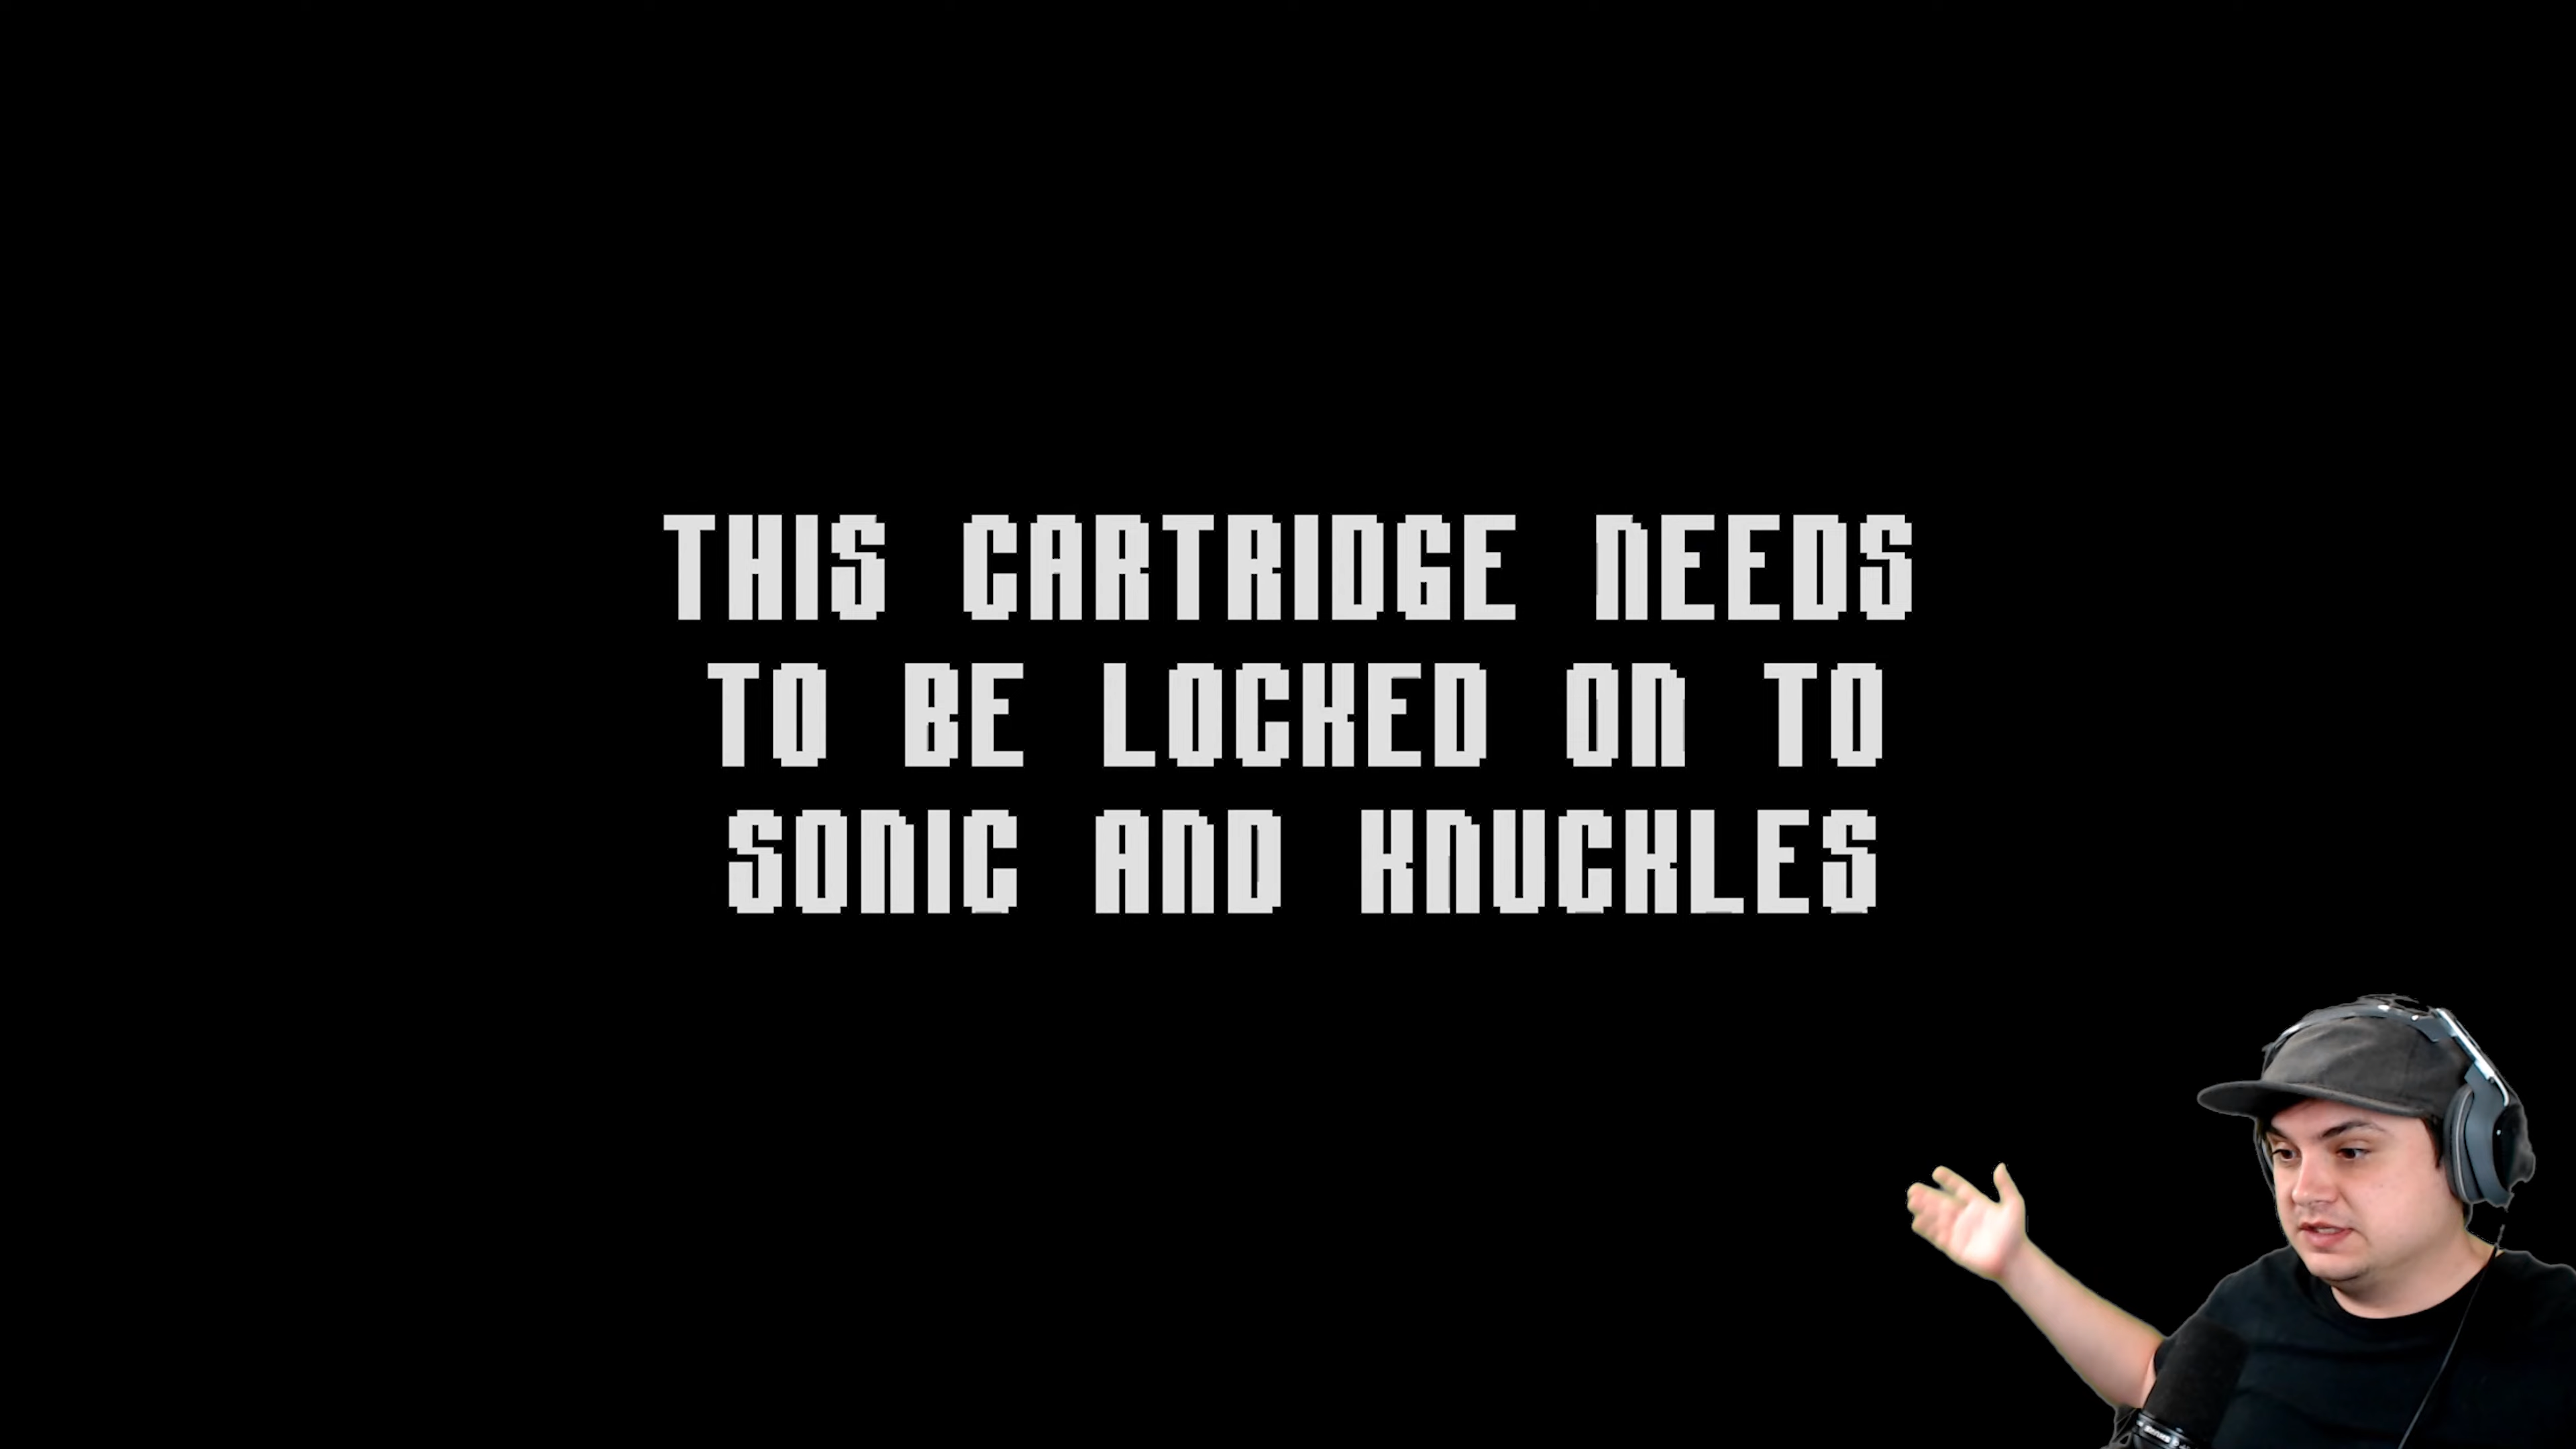 THIS CARTRIDGE NEEDS
TO BE LOCKED ON TO
SONIC AND KNUCKLES